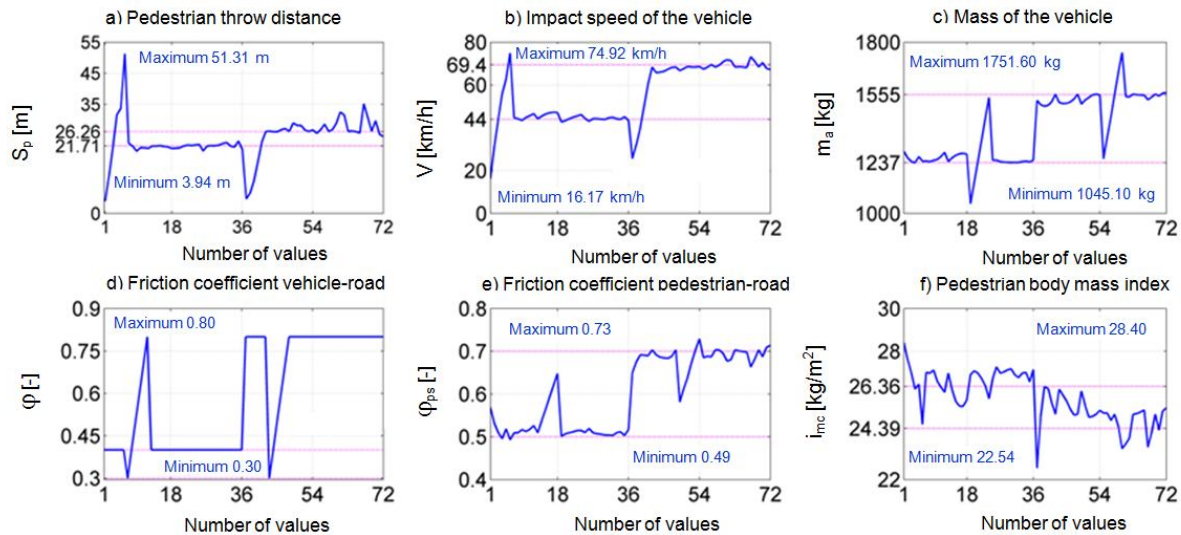 a) Pedestrian throw distance
55
45
35
26.26
21.71
0
Sp [m]
Maximum 51.31 m
Minimum 3.94 m
1 18 36 54 72
Number of values
b) Impact speed of the vehicle
80
69.4
60
44
20
0
V [km/h]
Maximum 74.92 km/h
Minimum 16.17 km/h
1 18 36 54 72
Number of values
c) Mass of the vehicle
1800
1555
1237
1000
ma [kg]
Maximum 1751.60 kg
Minimum 1045.10 kg
1 18 36 54 72
Number of values
d) Friction coefficient vehicle-road
0.9
0.75
0.6
0.45
0.3
φ [-]
Maximum 0.80
Minimum 0.30
1 18 36 54 72
Number of values
e) Friction coefficient pedestrian-road
0.8
0.7
0.6
0.5
0.4
φps [-]
Maximum 0.73
Minimum 0.49
1 18 36 54 72
Number of values
f) Pedestrian body mass index
30
28
26.36
24.39
22
imc [kg/m²]
Maximum 28.40
Minimum 22.54
1 18 36 54 72
Number of values